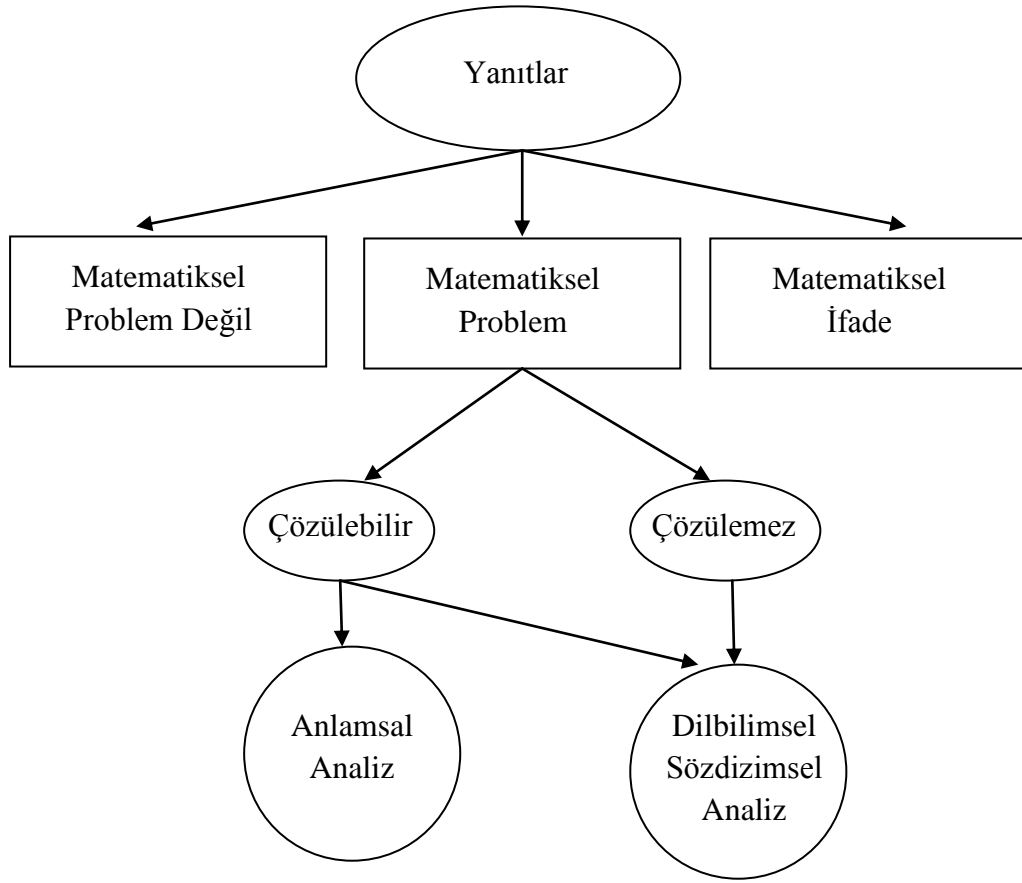 Yanıtlar
Matematiksel
Problem Değil
Matematiksel
Problem
Matematiksel
İfade
Çözülebilir
Çözülemez
Anlamsal
Analiz
Dilbilimsel
Sözdizimsel
Analiz